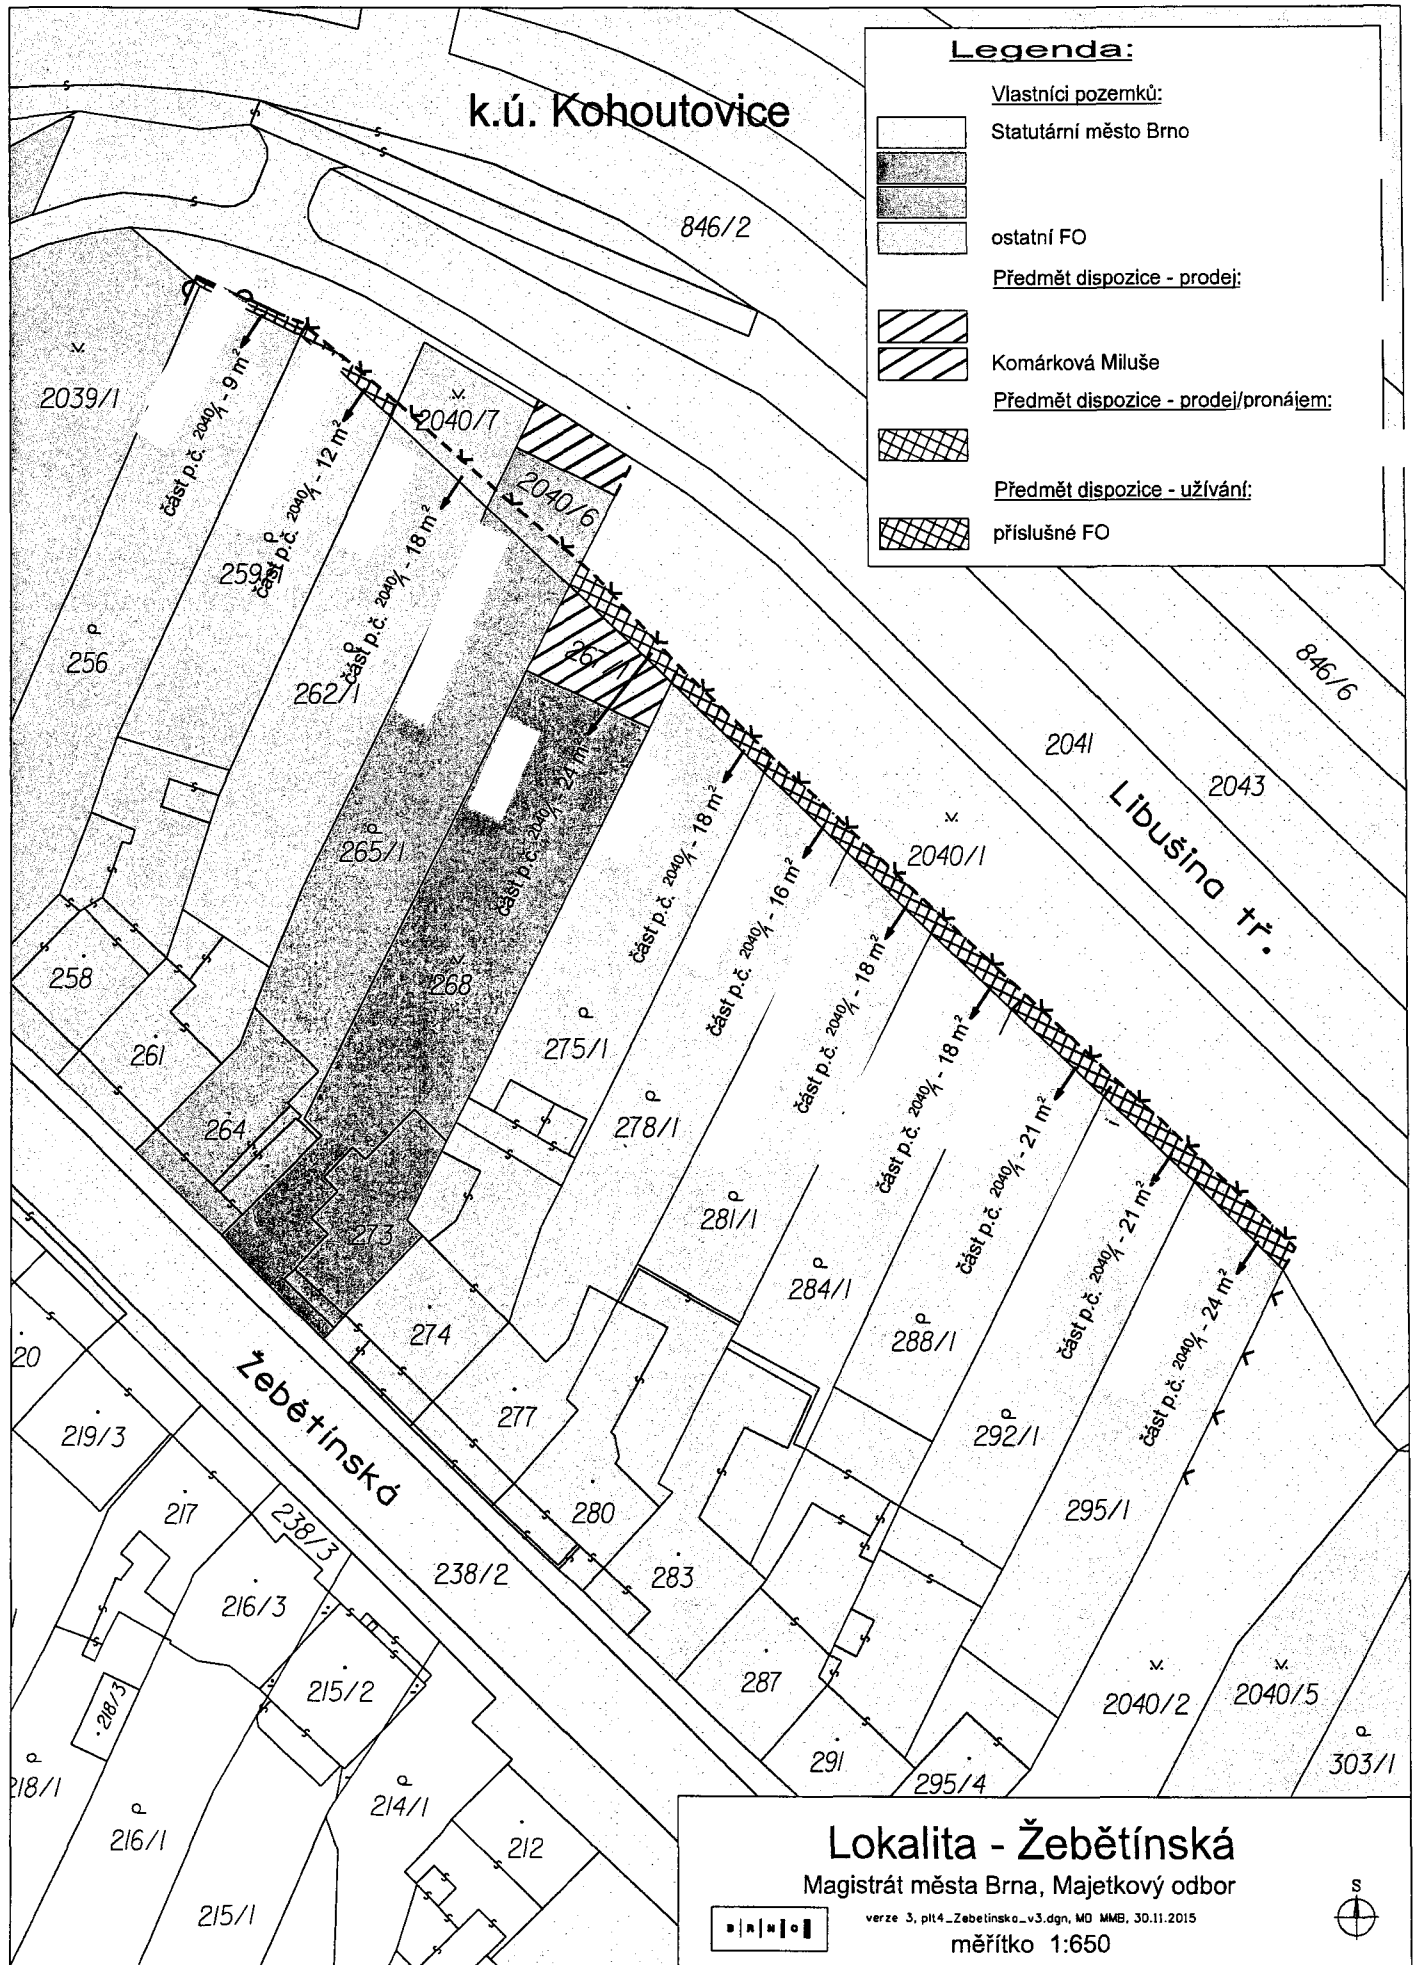 k.ú. Kohoutovice
Legenda:
Vlastníci pozemků:
Statutární město Brno
ostatní FO
Předmět dispozice - prodej:
Komárková Miluše
Předmět dispozice - prodej/pronájem:
Předmět dispozice - užívání:
příslušné FO
846/2
2039/1
2040/7
2040/6
část p.č. 2040/1 - 9 m²
část p.č. 2040/1 - 12 m²
část p.č. 2040/1 - 18 m²
část p.č. 2040/1 - 24 m²
část p.č. 2040/1 - 18 m²
část p.č. 2040/1 - 16 m²
část p.č. 2040/1 - 18 m²
část p.č. 2040/1 - 18 m²
část p.č. 2040/1 - 21 m²
část p.č. 2040/1 - 21 m²
část p.č. 2040/1 - 24 m²
256
262/1
846/6
2041
2043
Libušina tř.
2040/1
265/1
268
258
261
264
273
275/1
278/1
281/1
284/1
288/1
292/1
295/1
274
277
280
283
287
291
295/4
20
219/3
Žebětínská
217
238/3
238/2
216/3
215/2
218/3
218/1
216/1
214/1
212
215/1
2040/2
2040/5
303/1
Lokalita - Žebětínská
Magistrát města Brna, Majetkový odbor
verze 3, plt4_Zebetinska_v3.dgn, MO MMB, 30.11.2015
měřítko 1:650
B R N O
S